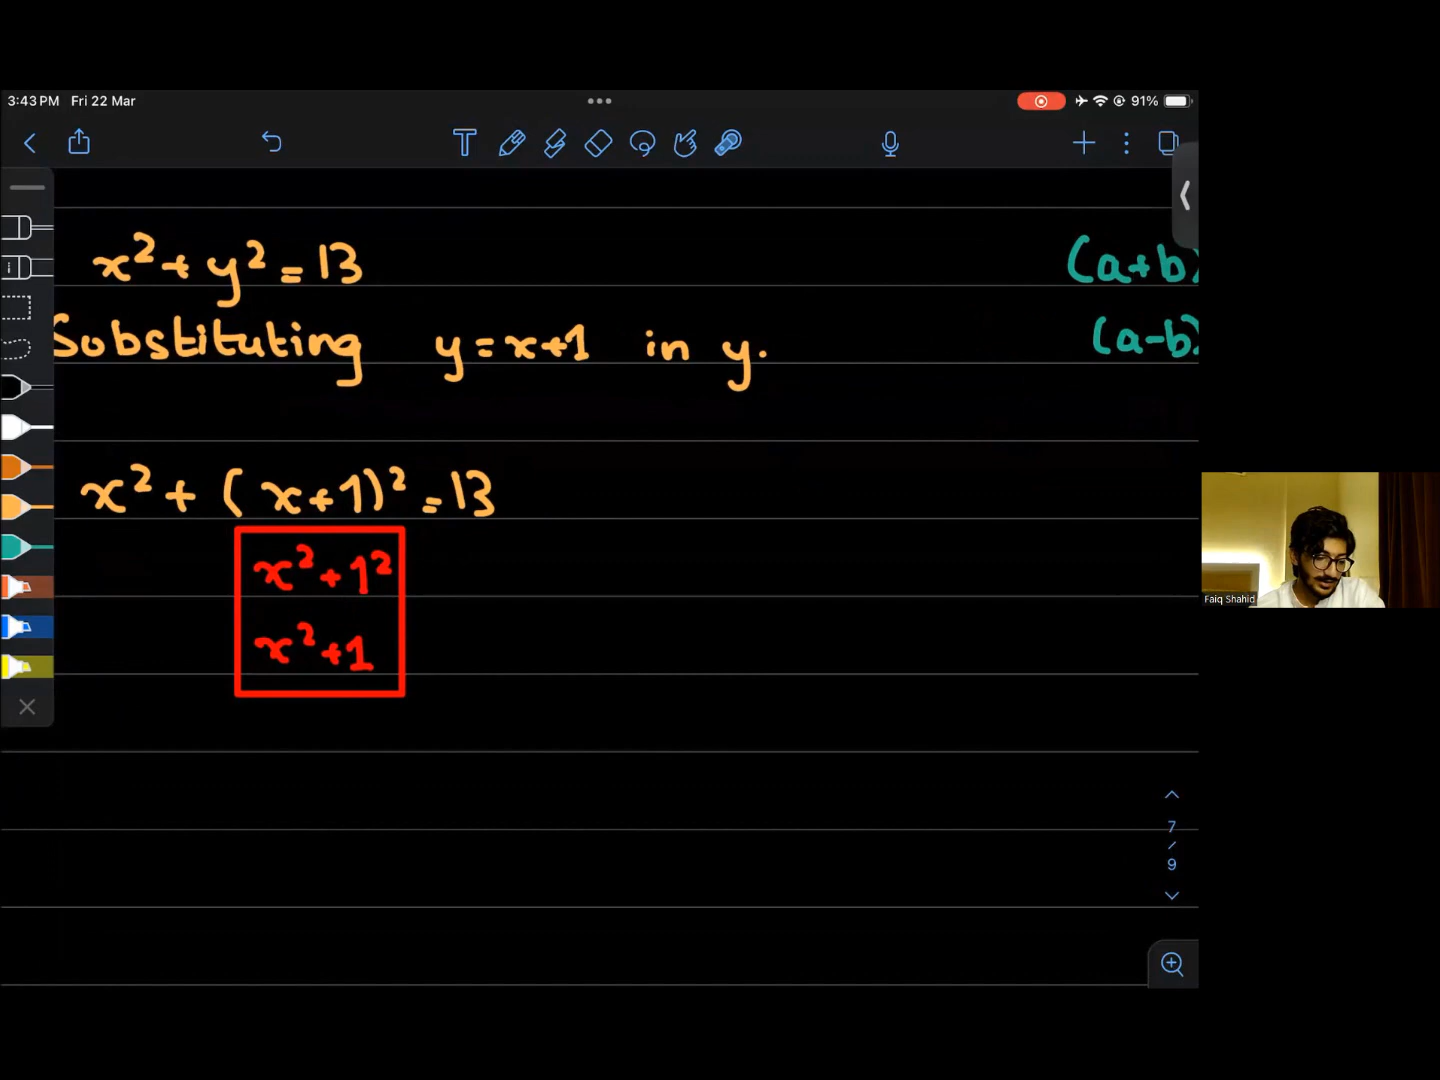 3:43 PM Fri 22 Mar
91%
x² + y² = 13
(a+b)
Substituting y = x+1 in y.
(a-b)
x² + (x+1)² = 13
x² + 1²
x² + 1
Faiq Shahid
7
/
9